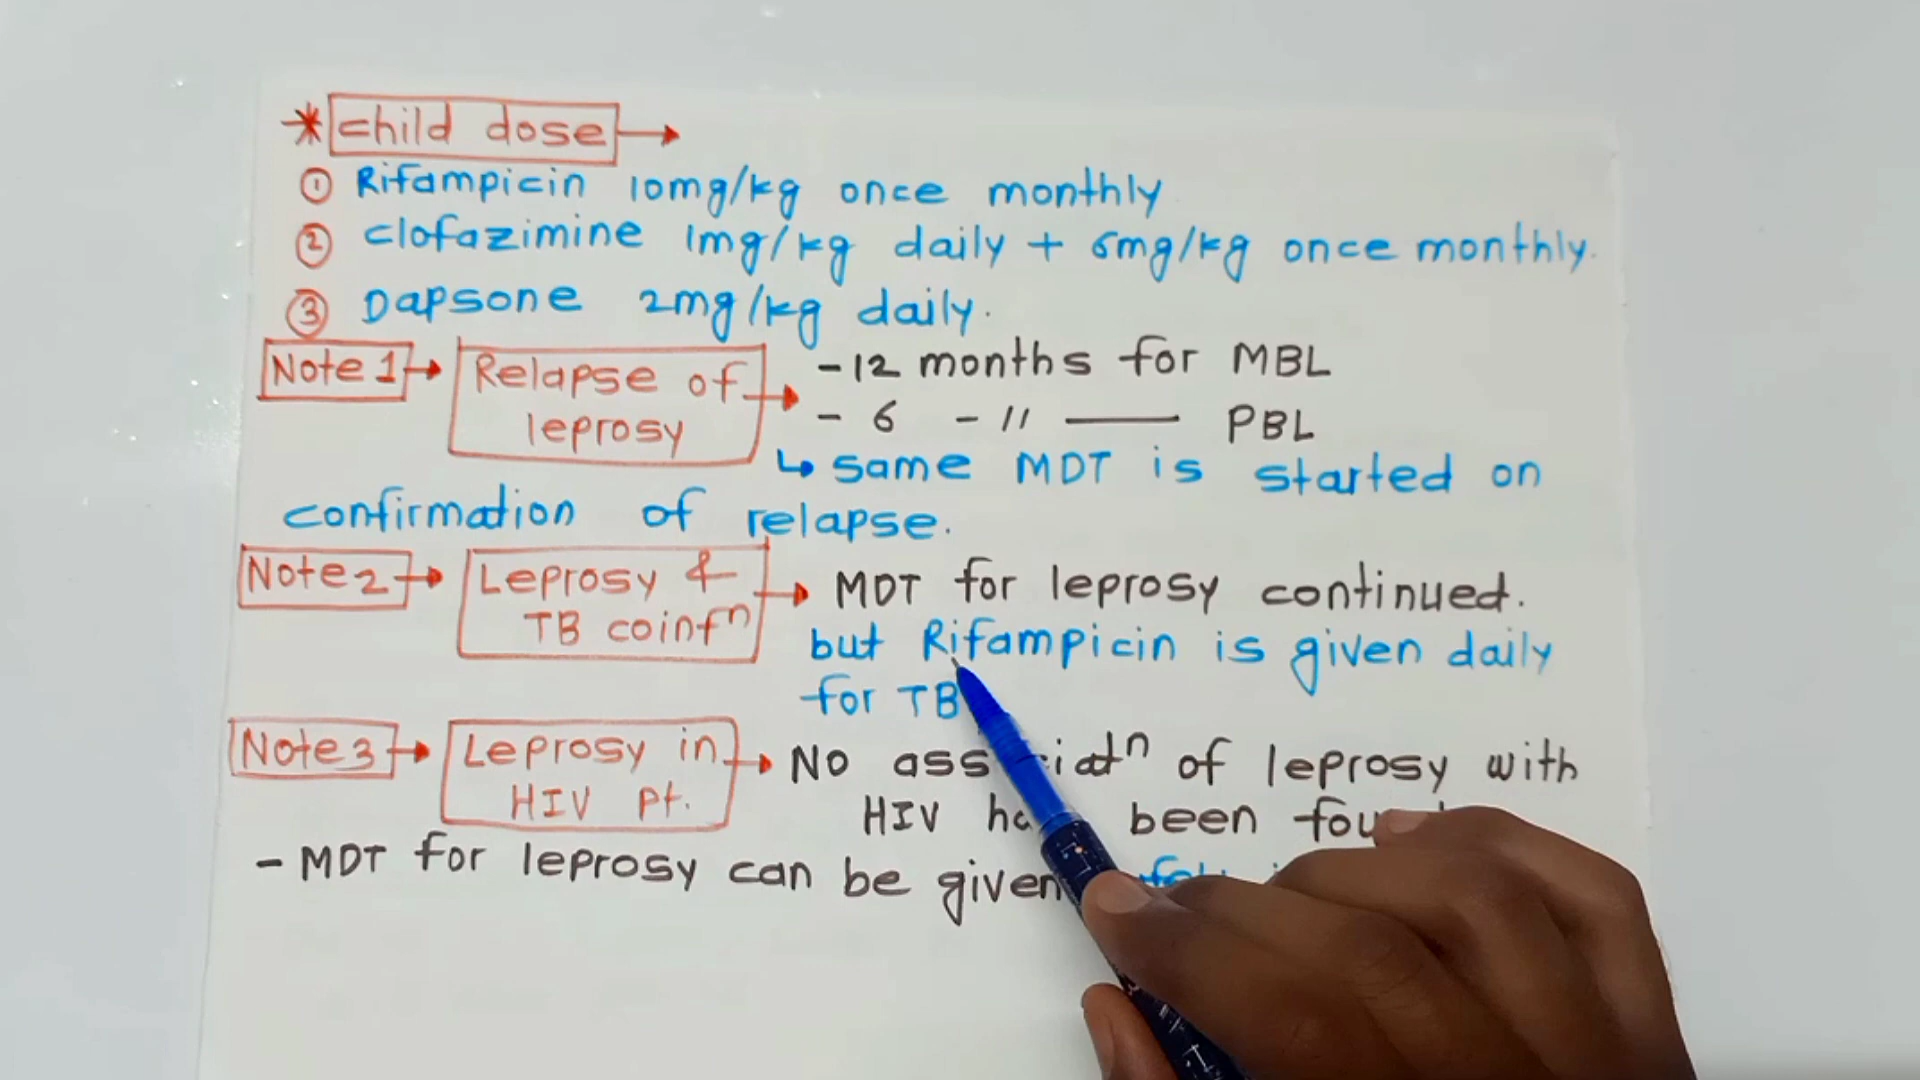 * child dose →
① Rifampicin 10mg/kg once monthly
② clofazimine 1mg/kg daily + 6mg/kg once monthly.
③ Dapsone 2mg/kg daily.
Note 1 → Relapse of leprosy → - 12 months for MBL
- 6 - 11 —— PBL
↳ same MDT is started on
confirmation of relapse.
Note 2 → Leprosy & TB coinfⁿ → MDT for leprosy continued.
but Rifampicin is given daily
for TB
Note 3 → Leprosy in HIV pt. → No of leprosy with
HIV been
- MDT for leprosy can be given